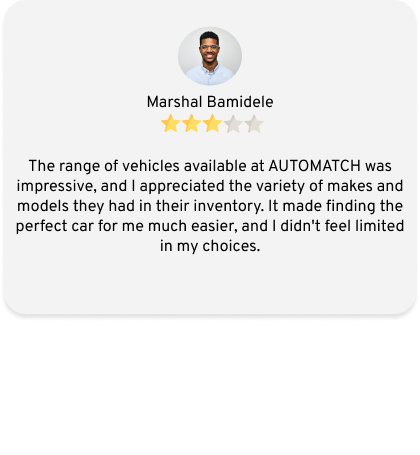 Marshal Bamidele
The range of vehicles available at AUTOMATCH was
impressive, and I appreciated the variety of makes and
models they had in their inventory. It made finding the
perfect car for me much easier, and I didn't feel limited
in my choices.